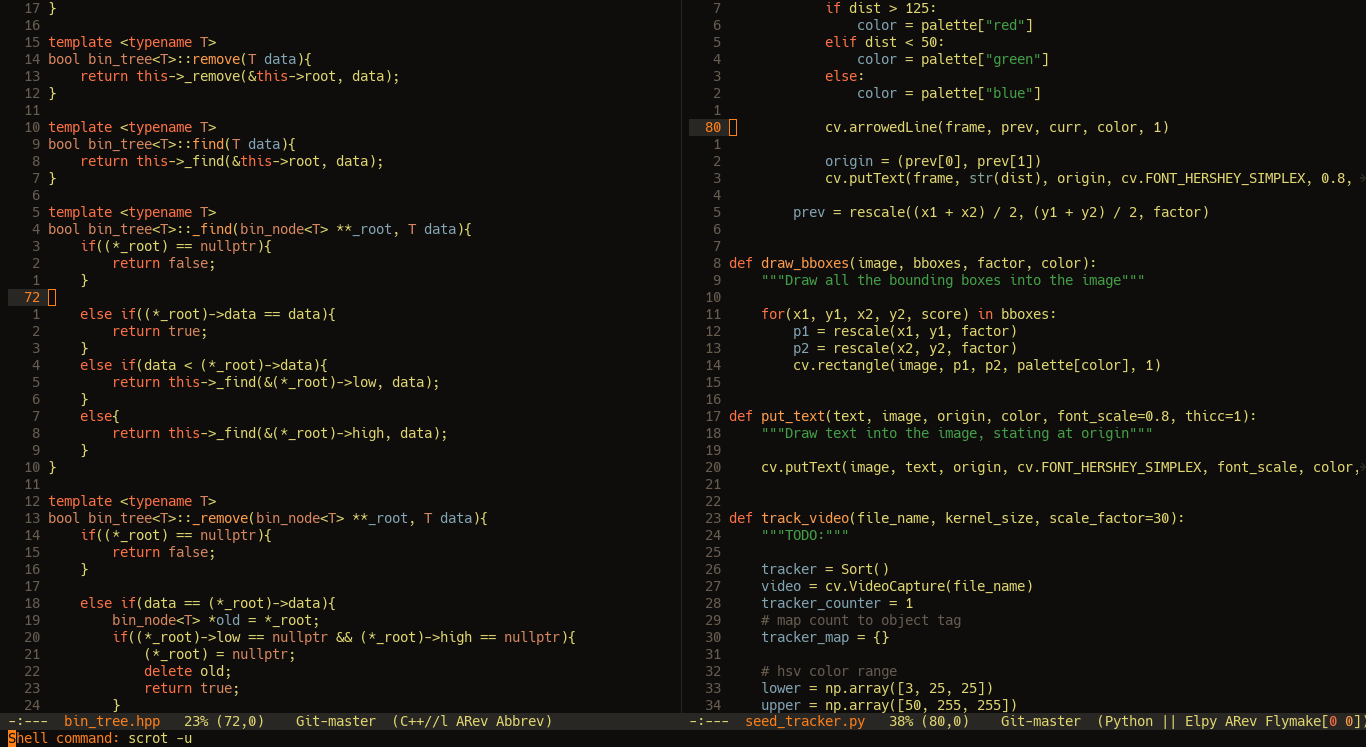 17 }
16
15 template <typename T>
14 bool bin_tree<T>::remove(T data){
13     return this->_remove(&this->root, data);
12 }
11
10 template <typename T>
9 bool bin_tree<T>::find(T data){
8     return this->_find(&this->root, data);
7 }
6
5 template <typename T>
4 bool bin_tree<T>::_find(bin_node<T> **_root, T data){
3     if((*_root) == nullptr){
2         return false;
1     }
72
1     else if((*_root)->data == data){
2         return true;
3     }
4     else if(data < (*_root)->data){
5         return this->_find(&(*_root)->low, data);
6     }
7     else{
8         return this->_find(&(*_root)->high, data);
9     }
10 }
11
12 template <typename T>
13 bool bin_tree<T>::_remove(bin_node<T> **_root, T data){
14     if((*_root) == nullptr){
15         return false;
16     }
17
18     else if(data == (*_root)->data){
19         bin_node<T> *old = *_root;
20         if((*_root)->low == nullptr && (*_root)->high == nullptr){
21             (*_root) = nullptr;
22             delete old;
23             return true;
24         }
-:--- bin_tree.hpp 23% (72,0) Git-master (C++//l ARev Abbrev)
7             if dist > 125:
6                 color = palette["red"]
5             elif dist < 50:
4                 color = palette["green"]
3             else:
2                 color = palette["blue"]
1
80             cv.arrowedLine(frame, prev, curr, color, 1)
1
2             origin = (prev[0], prev[1])
3             cv.putText(frame, str(dist), origin, cv.FONT_HERSHEY_SIMPLEX, 0.8,
4
5         prev = rescale((x1 + x2) / 2, (y1 + y2) / 2, factor)
6
7
8 def draw_bboxes(image, bboxes, factor, color):
9     """Draw all the bounding boxes into the image"""
10
11     for(x1, y1, x2, y2, score) in bboxes:
12         p1 = rescale(x1, y1, factor)
13         p2 = rescale(x2, y2, factor)
14         cv.rectangle(image, p1, p2, palette[color], 1)
15
16
17 def put_text(text, image, origin, color, font_scale=0.8, thicc=1):
18     """Draw text into the image, stating at origin"""
19
20     cv.putText(image, text, origin, cv.FONT_HERSHEY_SIMPLEX, font_scale, color,
21
22
23 def track_video(file_name, kernel_size, scale_factor=30):
24     """TODO:"""
25
26     tracker = Sort()
27     video = cv.VideoCapture(file_name)
28     tracker_counter = 1
29     # map count to object tag
30     tracker_map = {}
31
32     # hsv color range
33     lower = np.array([3, 25, 25])
34     upper = np.array([50, 255, 255])
-:--- seed_tracker.py 38% (80,0) Git-master (Python || Elpy ARev Flymake[0 0])
Shell command: scrot -u